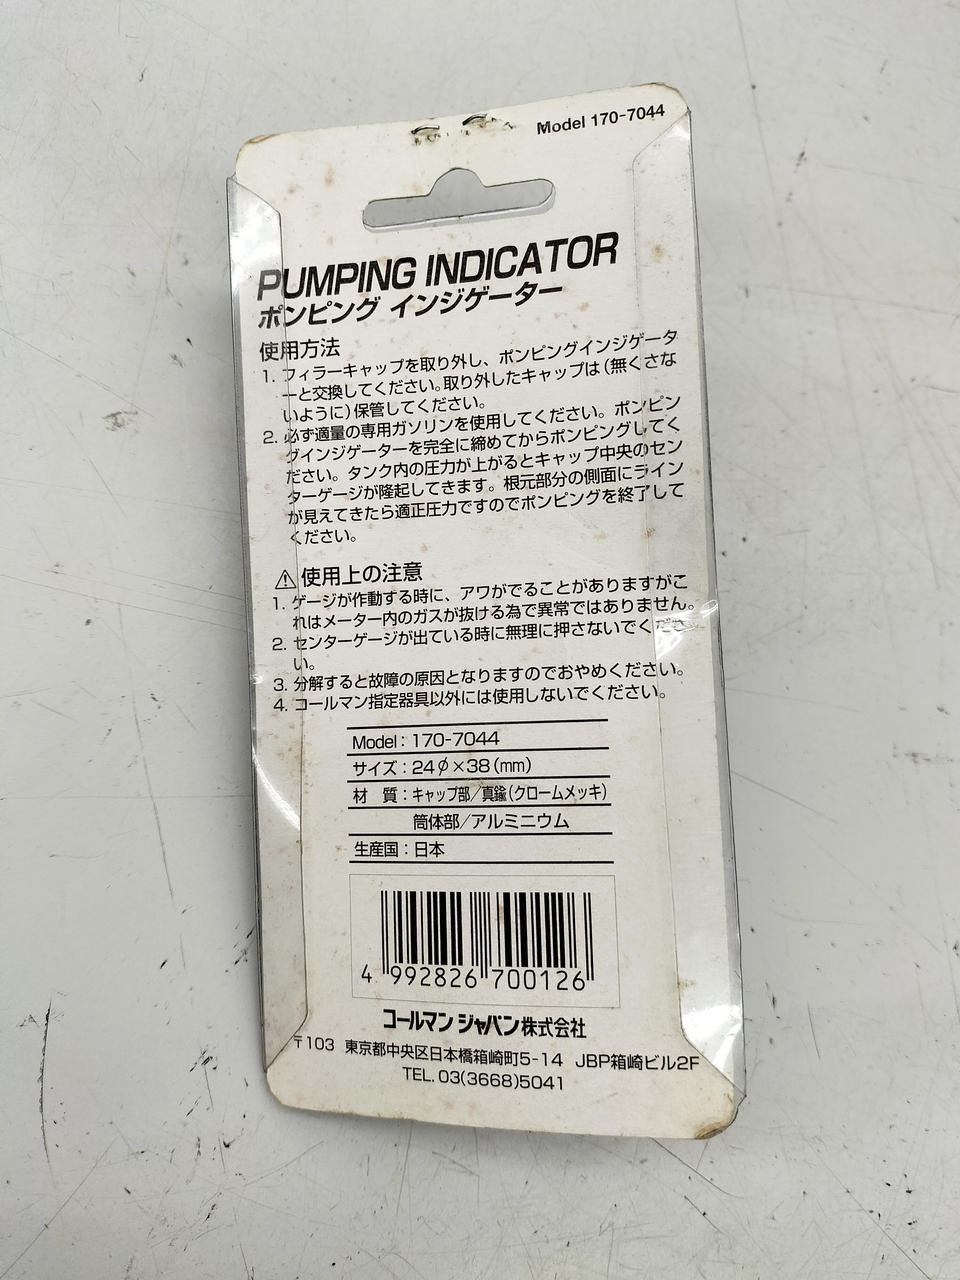 Model 170-7044
PUMPING INDICATOR
ポンピング インジゲーター
使用方法
1. フィラーキャップを取り外し、ポンピングインジゲータ
ーと交換してください。取り外したキャップは(無くさな
いように)保管してください。
2. 必ず適量の専用ガソリンを使用してください。ポンピン
グインジゲーターを完全に締めてからポンピングしてく
ださい。タンク内の圧力が上がるとキャップ中央のセン
ターゲージが隆起してきます。根元部分の側面にライン
が見えてきたら適正圧力ですのでポンピングを終了して
ください。
⚠使用上の注意
1. ゲージが作動する時に、アワがでることがありますがこ
れはメーター内のガスが抜ける為で異常ではありません。
2. センターゲージが出ている時に無理に押さないでくださ
い。
3. 分解すると故障の原因となりますのでおやめください。
4. コールマン指定器具以外には使用しないでください。
Model : 170-7044
サイズ : 24φ×38(mm)
材 質 : キャップ部/真鍮(クロームメッキ)
筒体部/アルミニウム
生産国 : 日本
4 992826 700126
コールマン ジャパン株式会社
〒103 東京都中央区日本橋箱崎町5-14 JBP箱崎ビル2F
TEL. 03(3668)5041